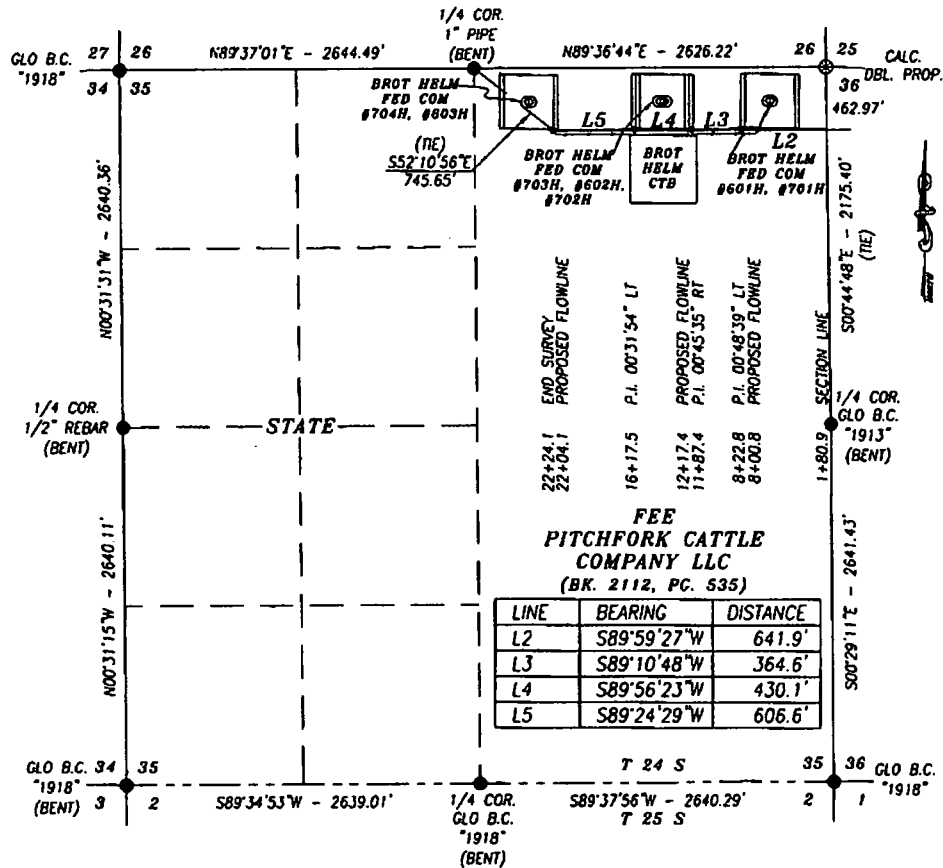 1/4 COR.
1" PIPE
(BENT)
GLO B.C.
"1918"
27 26
34 35
N89°37'01"E - 2644.49'
N89°36'44"E - 2626.22'
26 25
36
CALC.
DBL. PROP.
462.97'
BROT HELM
FED COM
#704H, #803H
(TIE)
S52°10'56"E
745.65'
L5
L4
L3
L2
BROT HELM
FED COM
#703H, #602H,
#702H
BROT
HELM
CTB
BROT HELM
FED COM
#601H, #701H
N00°31'31"W - 2640.36'
S00°44'48"E - 2175.40'
(TIE)
22+24.1 END SURVEY
22+04.1 PROPOSED FLOWLINE
16+17.5 P.I. 00°31'54" LT
12+17.4 PROPOSED FLOWLINE
11+87.4 P.I. 00°45'35" RT
8+22.8 P.I. 00°48'39" LT
8+00.8 PROPOSED FLOWLINE
1+80.9 SECTION LINE
1/4 COR.
1/2" REBAR
(BENT)
STATE
1/4 COR.
GLO B.C.
"1913"
(BENT)
N00°31'15"W - 2640.11'
S00°29'11"E - 2641.43'
FEE
PITCHFORK CATTLE
COMPANY LLC
(BK. 2112, PG. 535)
LINE BEARING DISTANCE
L2 S89°59'27"W 641.9'
L3 S89°10'48"W 364.6'
L4 S89°56'23"W 430.1'
L5 S89°24'29"W 606.6'
GLO B.C.
"1918"
(BENT)
34 35
3 2
S89°34'53"W - 2639.01'
1/4 COR.
GLO B.C.
"1918"
(BENT)
T 24 S
S89°37'56"W - 2640.29'
T 25 S
35 36
2 1
GLO B.C.
"1918"